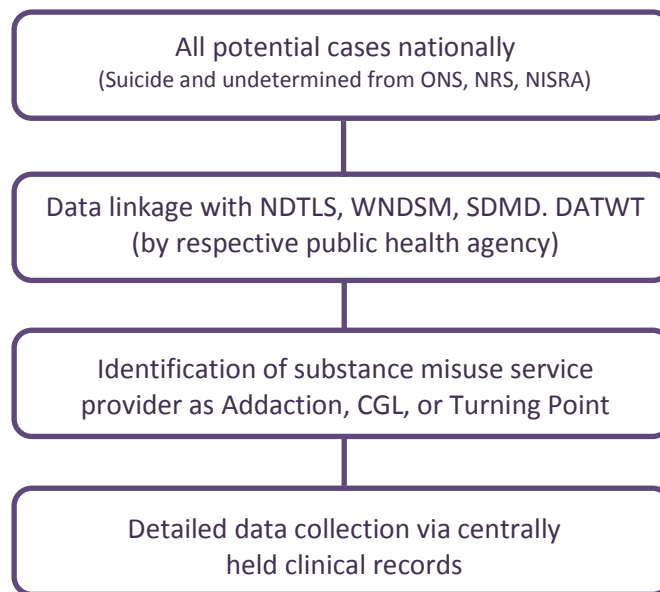 All potential cases nationally
(Suicide and undetermined from ONS, NRS, NISRA)
Data linkage with NDTLS, WNDSM, SDMD. DATWT
(by respective public health agency)
Identification of substance misuse service
provider as Addaction, CGL, or Turning Point
Detailed data collection via centrally
held clinical records